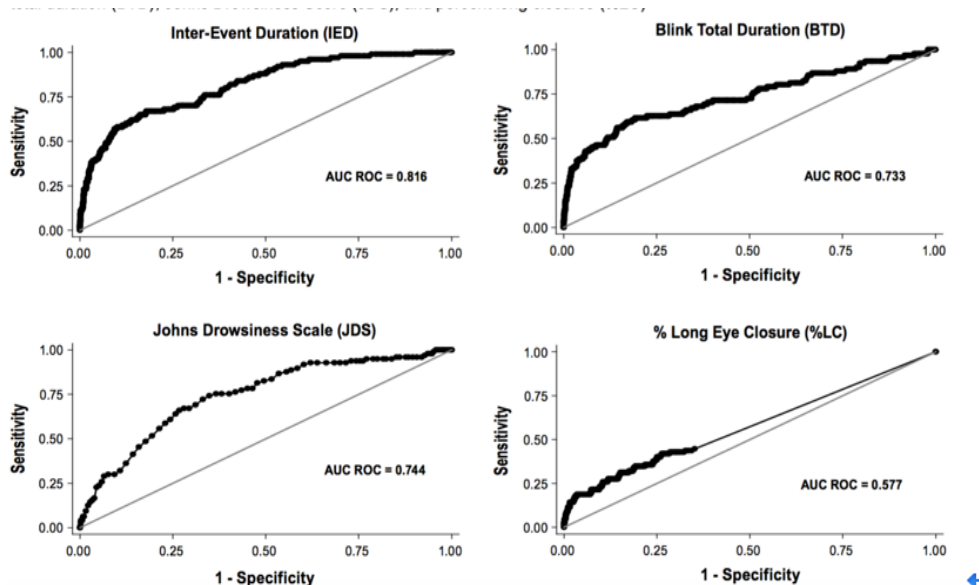 Inter-Event Duration (IED)
1.00
0.75
0.50
0.25
0.00
Sensitivity
AUC ROC = 0.816
0.00 0.25 0.50 0.75 1.00
1 - Specificity
Blink Total Duration (BTD)
1.00
0.75
0.50
0.25
0.00
Sensitivity
AUC ROC = 0.733
0.00 0.25 0.50 0.75 1.00
1 - Specificity
Johns Drowsiness Scale (JDS)
1.00
0.75
0.50
0.25
0.00
Sensitivity
AUC ROC = 0.744
0.00 0.25 0.50 0.75 1.00
1 - Specificity
% Long Eye Closure (%LC)
1.00
0.75
0.50
0.25
0.00
Sensitivity
AUC ROC = 0.577
0.00 0.25 0.50 0.75 1.00
1 - Specificity